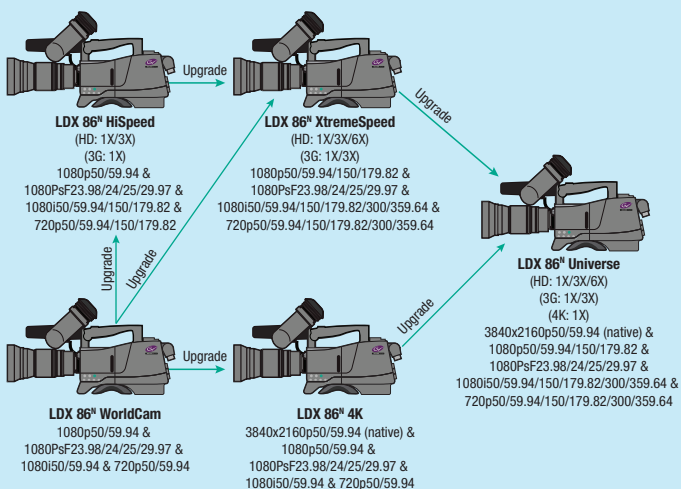 Upgrade
LDX 86ᴺ HiSpeed
(HD: 1X/3X)
(3G: 1X)
1080p50/59.94 &
1080PsF23.98/24/25/29.97 &
1080i50/59.94/150/179.82 &
720p50/59.94/150/179.82
LDX 86ᴺ XtremeSpeed
(HD: 1X/3X/6X)
(3G: 1X/3X)
1080p50/59.94/150/179.82 &
1080PsF23.98/24/25/29.97 &
1080i50/59.94/150/179.82/300/359.64 &
720p50/59.94/150/179.82/300/359.64
Upgrade
Upgrade
Upgrade
LDX 86ᴺ Universe
(HD: 1X/3X/6X)
(3G: 1X/3X)
(4K: 1X)
3840x2160p50/59.94 (native) &
1080p50/59.94/150/179.82 &
1080PsF23.98/24/25/29.97 &
1080i50/59.94/150/179.82/300/359.64 &
720p50/59.94/150/179.82/300/359.64
Upgrade
Upgrade
LDX 86ᴺ WorldCam
1080p50/59.94 &
1080PsF23.98/24/25/29.97 &
1080i50/59.94 & 720p50/59.94
LDX 86ᴺ 4K
3840x2160p50/59.94 (native) &
1080p50/59.94 &
1080PsF23.98/24/25/29.97 &
1080i50/59.94 & 720p50/59.94